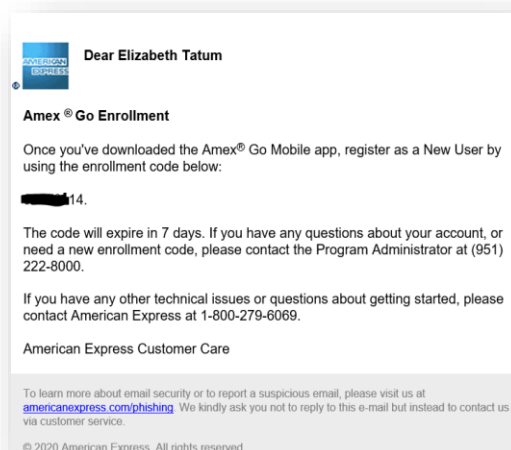 Dear Elizabeth Tatum
AMERICAN
EXPRESS
®
Amex ® Go Enrollment
Once you've downloaded the Amex® Go Mobile app, register as a New User by
using the enrollment code below:
14.
The code will expire in 7 days. If you have any questions about your account, or
need a new enrollment code, please contact the Program Administrator at (951)
222-8000.
If you have any other technical issues or questions about getting started, please
contact American Express at 1-800-279-6069.
American Express Customer Care
To learn more about email security or to report a suspicious email, please visit us at
americanexpress.com/phishing. We kindly ask you not to reply to this e-mail but instead to contact us
via customer service.
© 2020 American Express. All rights reserved